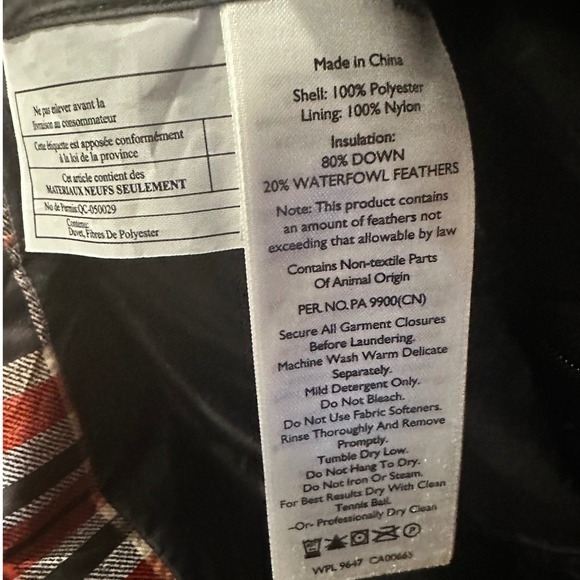 Ne pas enlever avant la
livraison au consommateur
Cette étiquette est apposée conformément
à la loi de la province
Cet article contient des
MATERIAUX NEUFS SEULEMENT
No de Permis: QC-050029
Contenu:
Duvet, Fibres De Polyester
Made in China
Shell: 100% Polyester
Lining: 100% Nylon
Insulation:
80% DOWN
20% WATERFOWL FEATHERS
Note: This product contains
an amount of feathers not
exceeding that allowable by law
Contains Non-textile Parts
Of Animal Origin
PER. NO. PA 9900(CN)
Secure All Garment Closures
Before Laundering.
Machine Wash Warm Delicate
Separately.
Mild Detergent Only.
Do Not Bleach.
Do Not Use Fabric Softeners.
Rinse Thoroughly And Remove
Promptly.
Tumble Dry Low.
Do Not Hang To Dry.
Do Not Iron Or Steam.
For Best Results Dry With Clean
Tennis Ball.
-Or- Professionally Dry Clean
WPL 9647 CA00665